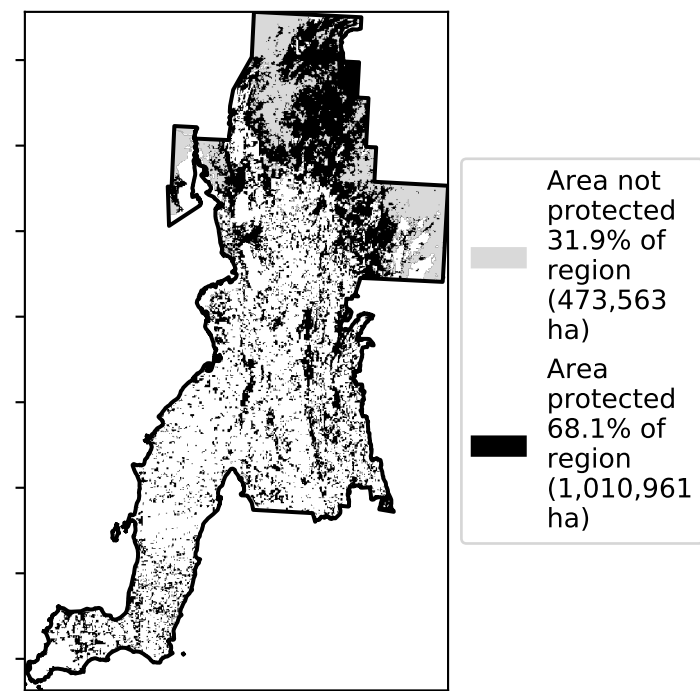 Area not
protected
31.9% of
region
(473,563
ha)
Area
protected
68.1% of
region
(1,010,961
ha)